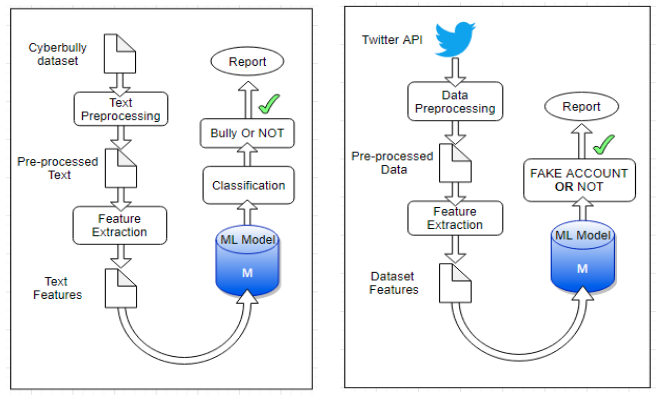 Cyberbully
dataset
Text
Preprocessing
Pre-processed
Text
Feature
Extraction
Text
Features
ML Model
M
Classification
Bully Or NOT
Report
Twitter API
Data
Preprocessing
Pre-processed
Data
Feature
Extraction
Dataset
Features
ML Model
M
FAKE ACCOUNT
OR NOT
Report